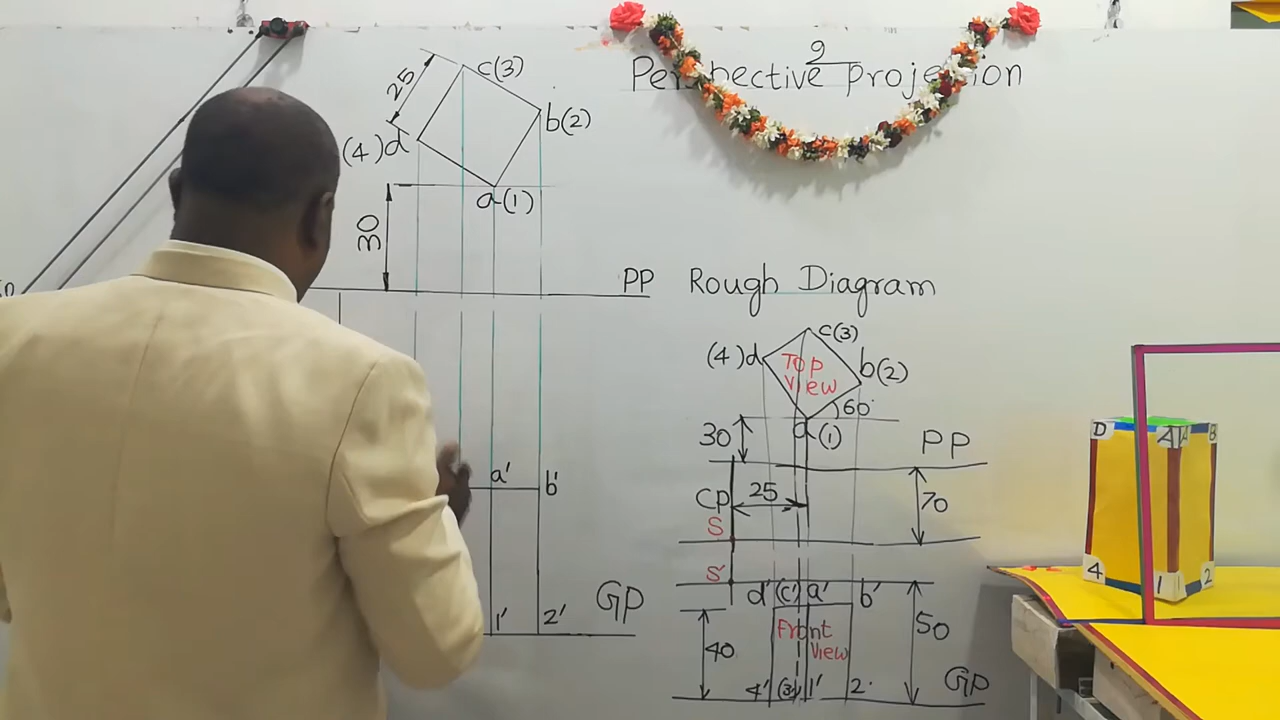 Perspective projection
9
25
c(3)
b(2)
(4)d
a(1)
30
PP
a'
b'
1'
2'
GP
Rough Diagram
c(3)
(4)d
Top
View
b(2)
60°
a(1)
30
PP
CP
25
70
S
S'
d'
(c')
a'
b'
50
40
Front
View
4'
(3')
1'
2'
GP
D
A
B
4
1
2